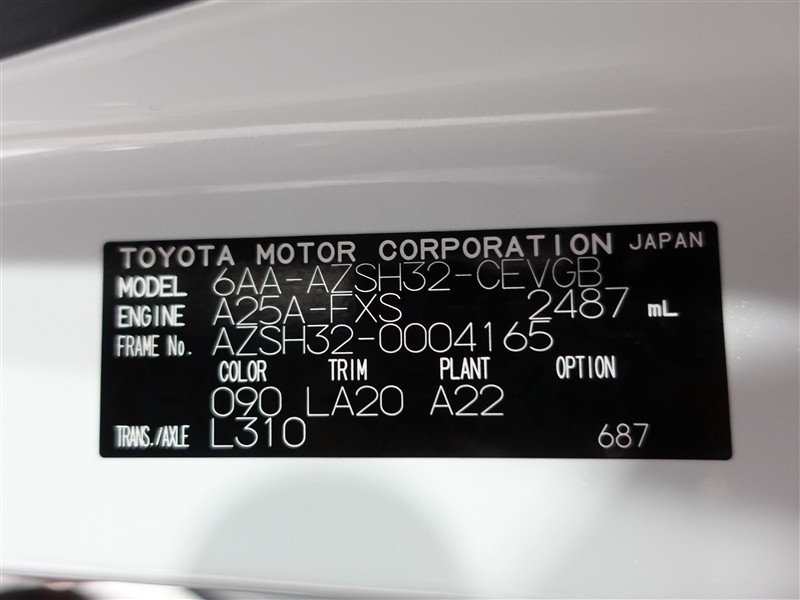 TOYOTA MOTOR CORPORATION JAPAN
MODEL 6AA-AZSH32-CEVGB
ENGINE A25A-FXS 2487 mL
FRAME No. AZSH32-0004165
COLOR TRIM PLANT OPTION
090 LA20 A22
TRANS./AXLE L310 687